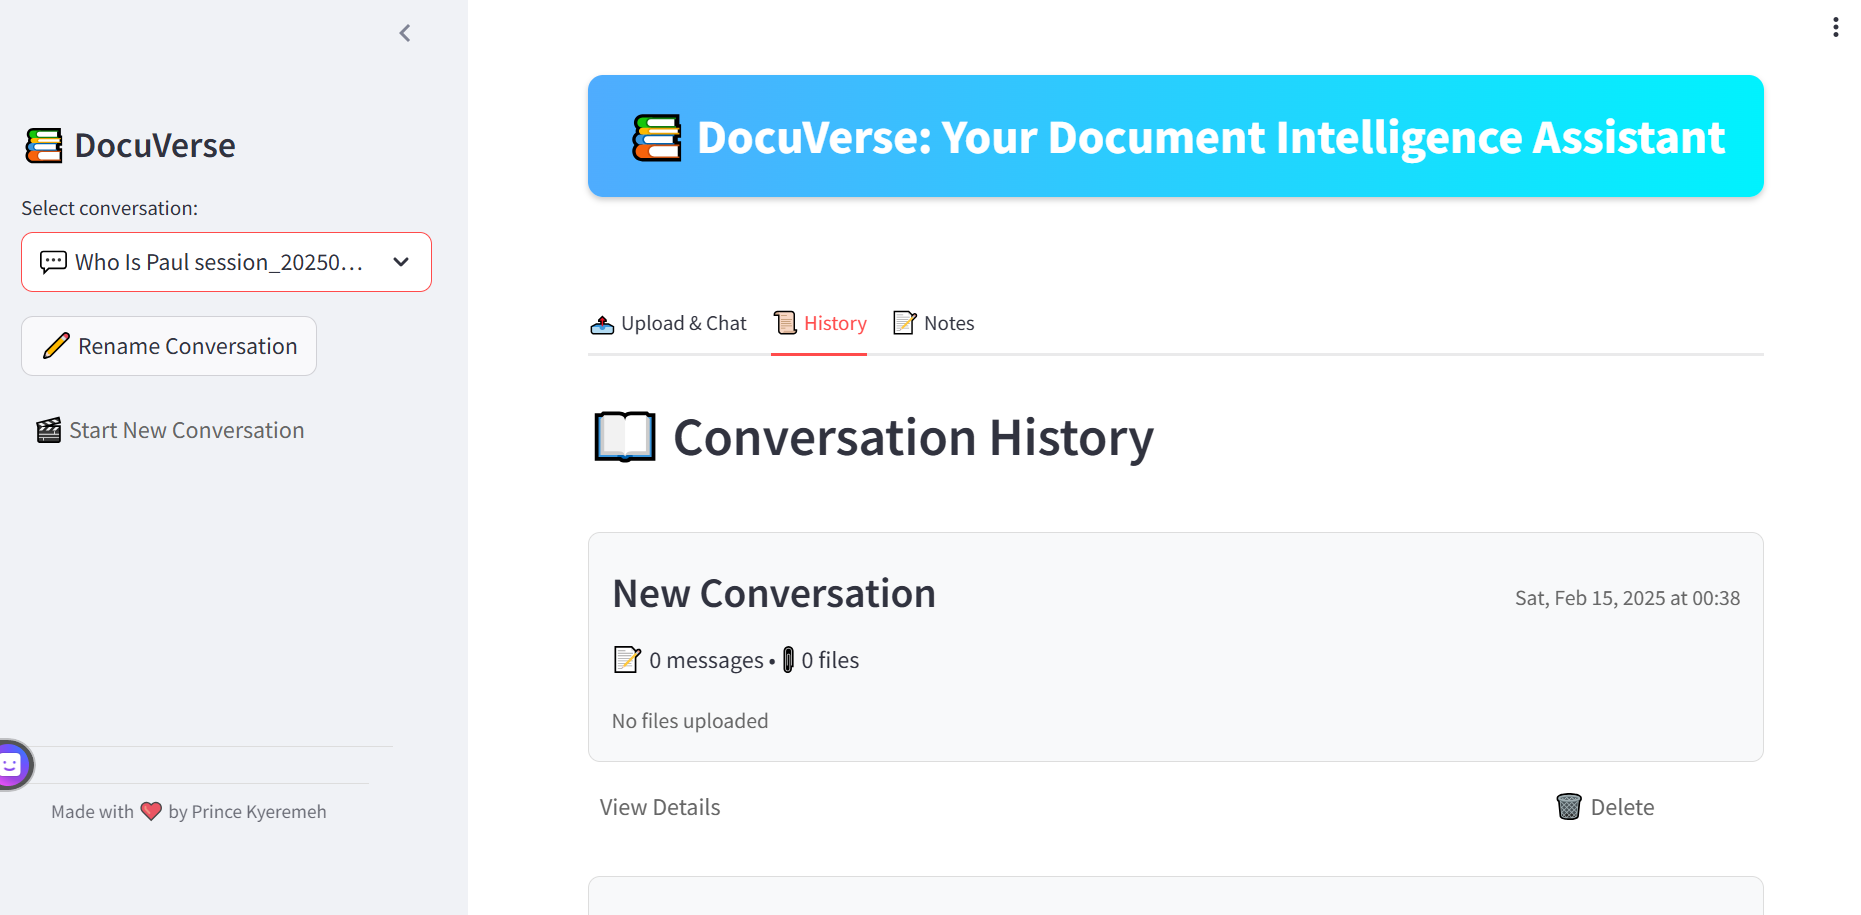 DocuVerse
Select conversation:
Who Is Paul session_20250...
Rename Conversation
Start New Conversation
Made with ❤️ by Prince Kyeremeh
DocuVerse: Your Document Intelligence Assistant
Upload & Chat History Notes
Conversation History
New Conversation Sat, Feb 15, 2025 at 00:38
0 messages • 0 files
No files uploaded
View Details Delete